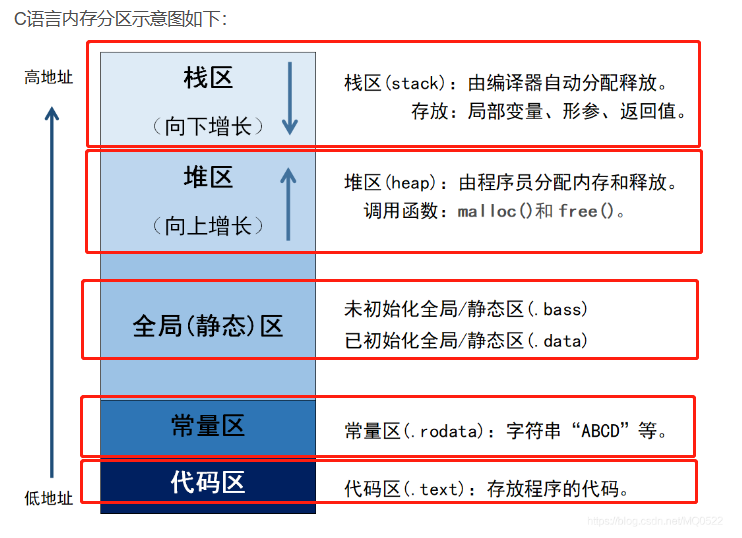 C语言内存分区示意图如下：
高地址
栈区
（向下增长）
栈区(stack)：由编译器自动分配释放。
存放：局部变量、形参、返回值。
堆区
（向上增长）
堆区(heap)：由程序员分配内存和释放。
调用函数：malloc()和 free()。
全局(静态)区
未初始化全局/静态区(.bass)
已初始化全局/静态区(.data)
常量区
常量区(.rodata)：字符串“ABCD”等。
代码区
代码区(.text)：存放程序的代码。
低地址
https://blog.csdn.net/MQ0522